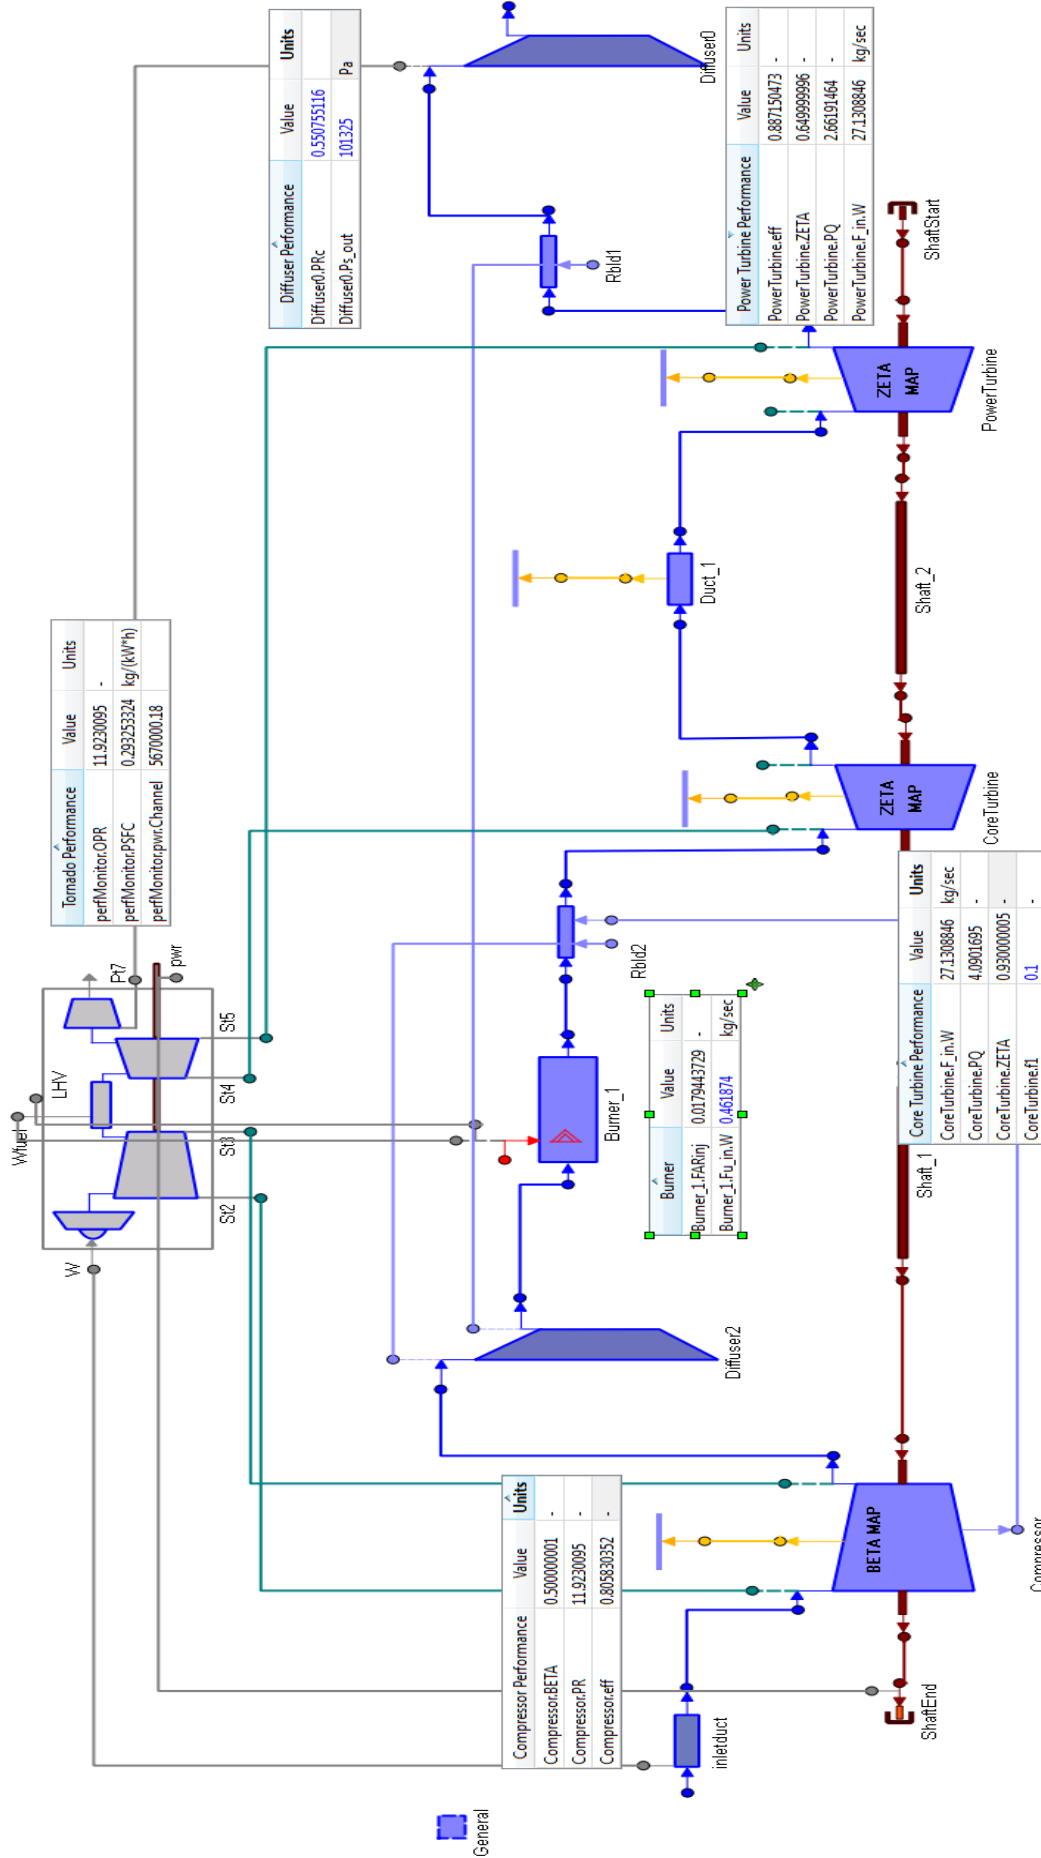 General
inletduct
Compressor Performance Value Units
Compressor.BETA 0.500000001 -
Compressor.PR 11.9230095 -
Compressor.eff 0.805830352 -
ShaftEnd
BETA MAP
Compressor
Diffuser2
W
St2
St3
St4
St5
Wfuel
LHV
Pt7
pwr
Tornado Performance Value Units
perfMonitor.OPR 11.9230095 -
perfMonitor.PSFC 0.293253324 kg/(kW*h)
perfMonitor.pwr.Channel 5670000.18
Burner_1
Burner Value Units
Burner_1.FARinj 0.0179443729 -
Burner_1.Fu_in.W 0.461874 kg/sec
Rbld2
Shaft_1
Core Turbine Performance Value Units
CoreTurbine.F_in.W 27.1308846 kg/sec
CoreTurbine.PQ 4.0901695 -
CoreTurbine.ZETA 0.930000005 -
CoreTurbine.f1 0.1 -
ZETA
MAP
CoreTurbine
Duct_1
Shaft_2
ZETA
MAP
PowerTurbine
Rbld1
Diffuser Performance Value Units
Diffuser0.PRc 0.550755116
Diffuser0.Ps_out 101325 Pa
Diffuser0
Power Turbine Performance Value Units
PowerTurbine.eff 0.887150473 -
PowerTurbine.ZETA 0.649999996 -
PowerTurbine.PQ 2.66191464 -
PowerTurbine.F_in.W 27.1308846 kg/sec
ShaftStart